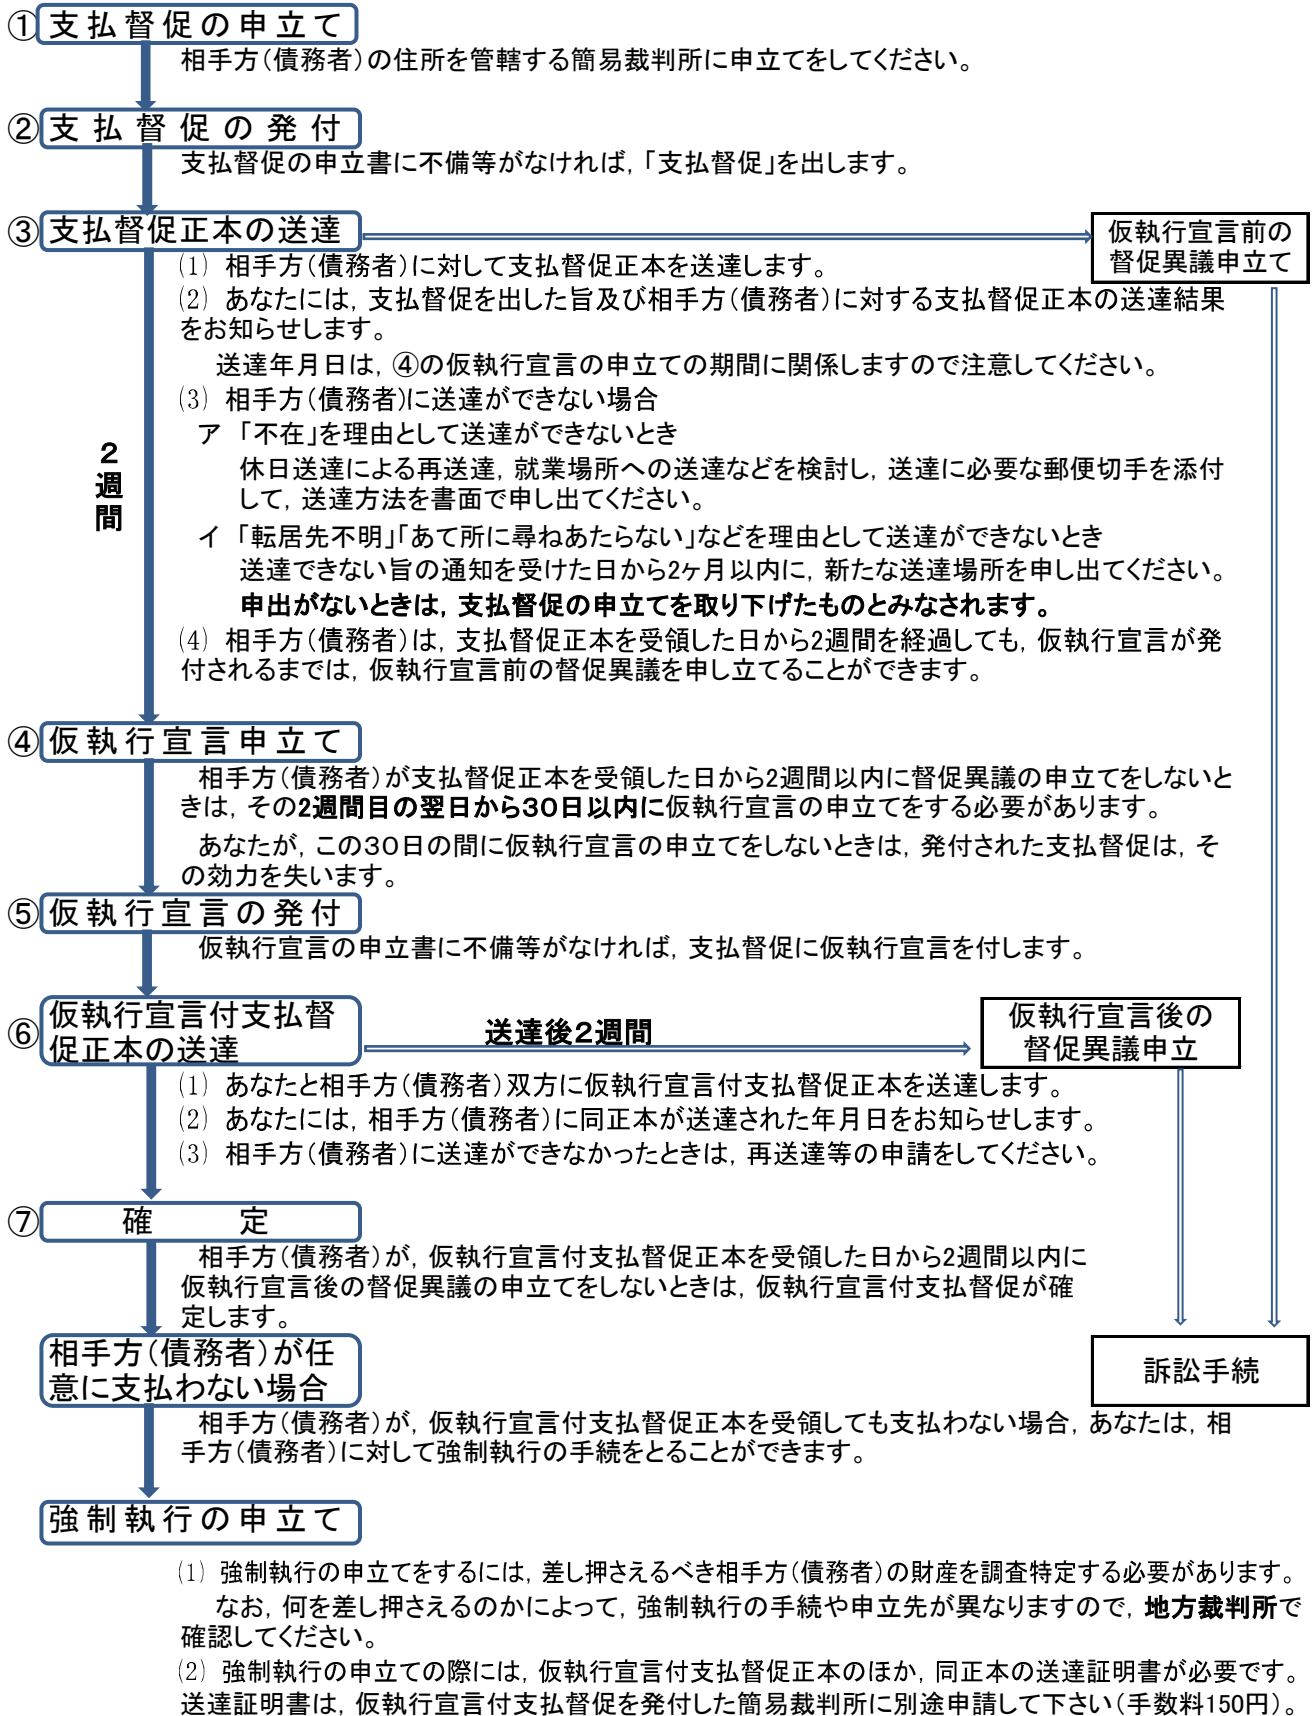 ①支払督促の申立て
相手方（債務者）の住所を管轄する簡易裁判所に申立てをしてください。
②支払督促の発付
支払督促の申立書に不備等がなければ，「支払督促」を出します。
③支払督促正本の送達
仮執行宣言前の
督促異議申立て
(1) 相手方（債務者）に対して支払督促正本を送達します。
(2) あなたには，支払督促を出した旨及び相手方（債務者）に対する支払督促正本の送達結果
をお知らせします。
送達年月日は，④の仮執行宣言の申立ての期間に関係しますので注意してください。
(3) 相手方（債務者）に送達ができない場合
ア 「不在」を理由として送達ができないとき
休日送達による再送達，就業場所への送達などを検討し，送達に必要な郵便切手を添付
して，送達方法を書面で申し出てください。
２週間
イ 「転居先不明」「あて所に尋ねあたらない」などを理由として送達ができないとき
送達できない旨の通知を受けた日から2ヶ月以内に，新たな送達場所を申し出てください。
申出がないときは，支払督促の申立てを取り下げたものとみなされます。
(4) 相手方（債務者）は，支払督促正本を受領した日から2週間を経過しても，仮執行宣言が発
付されるまでは，仮執行宣言前の督促異議を申し立てることができます。
④仮執行宣言申立て
相手方（債務者）が支払督促正本を受領した日から2週間以内に督促異議の申立てをしないと
きは，その2週間目の翌日から３０日以内に仮執行宣言の申立てをする必要があります。
あなたが，この３０日の間に仮執行宣言の申立てをしないときは，発付された支払督促は，そ
の効力を失います。
⑤仮執行宣言の発付
仮執行宣言の申立書に不備等がなければ，支払督促に仮執行宣言を付します。
⑥仮執行宣言付支払督
促正本の送達
送達後２週間
仮執行宣言後の
督促異議申立
(1) あなたと相手方（債務者）双方に仮執行宣言付支払督促正本を送達します。
(2) あなたには，相手方（債務者）に同正本が送達された年月日をお知らせします。
(3) 相手方（債務者）に送達ができなかったときは，再送達等の申請をしてください。
⑦確定
相手方（債務者）が，仮執行宣言付支払督促正本を受領した日から2週間以内に
仮執行宣言後の督促異議の申立てをしないときは，仮執行宣言付支払督促が確
定します。
相手方（債務者）が任
意に支払わない場合
訴訟手続
相手方（債務者）が，仮執行宣言付支払督促正本を受領しても支払わない場合，あなたは，相
手方（債務者）に対して強制執行の手続をとることができます。
強制執行の申立て
(1) 強制執行の申立てをするには，差し押さえるべき相手方（債務者）の財産を調査特定する必要があります。
なお，何を差し押さえるのかによって，強制執行の手続や申立先が異なりますので，地方裁判所で
確認してください。
(2) 強制執行の申立ての際には，仮執行宣言付支払督促正本のほか，同正本の送達証明書が必要です。
送達証明書は，仮執行宣言付支払督促を発付した簡易裁判所に別途申請して下さい（手数料150円）。